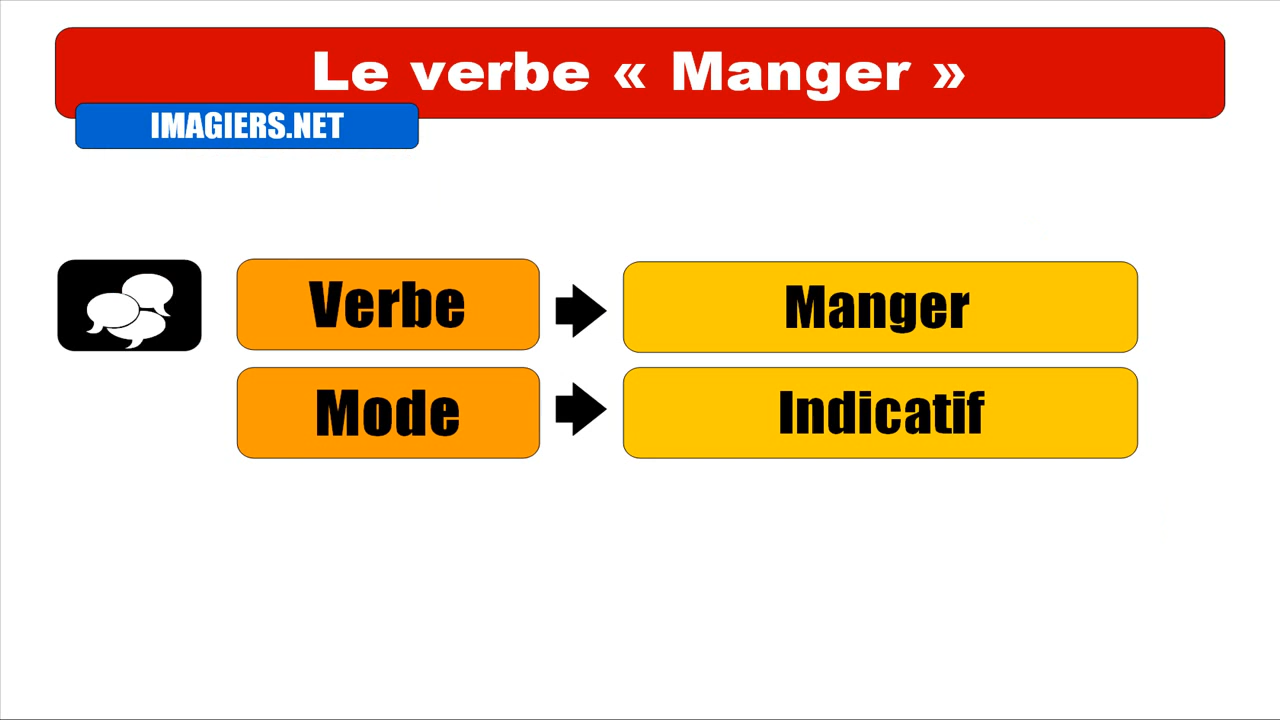 Le verbe « Manger »
IMAGIERS.NET
Verbe
Manger
Mode
Indicatif